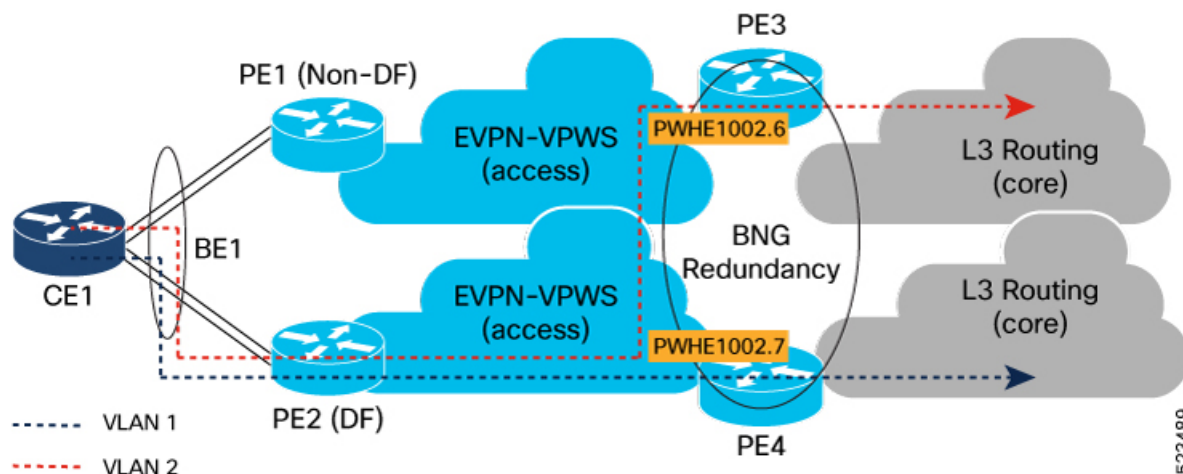 PE3
PE1 (Non-DF)
EVPN-VPWS
(access)
PWHE1002.6
L3 Routing
(core)
BE1
CE1
BNG
Redundancy
EVPN-VPWS
(access)
L3 Routing
(core)
PWHE1002.7
PE2 (DF)
PE4
VLAN 1
VLAN 2
523489